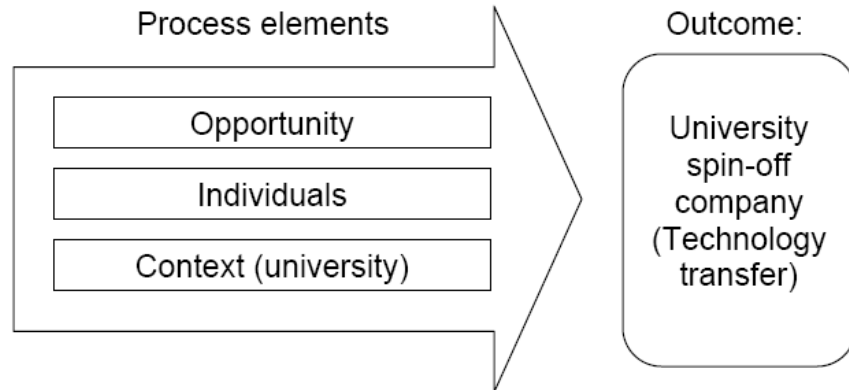 Process elements
Outcome:
Opportunity
Individuals
Context (university)
University
spin-off
company
(Technology
transfer)